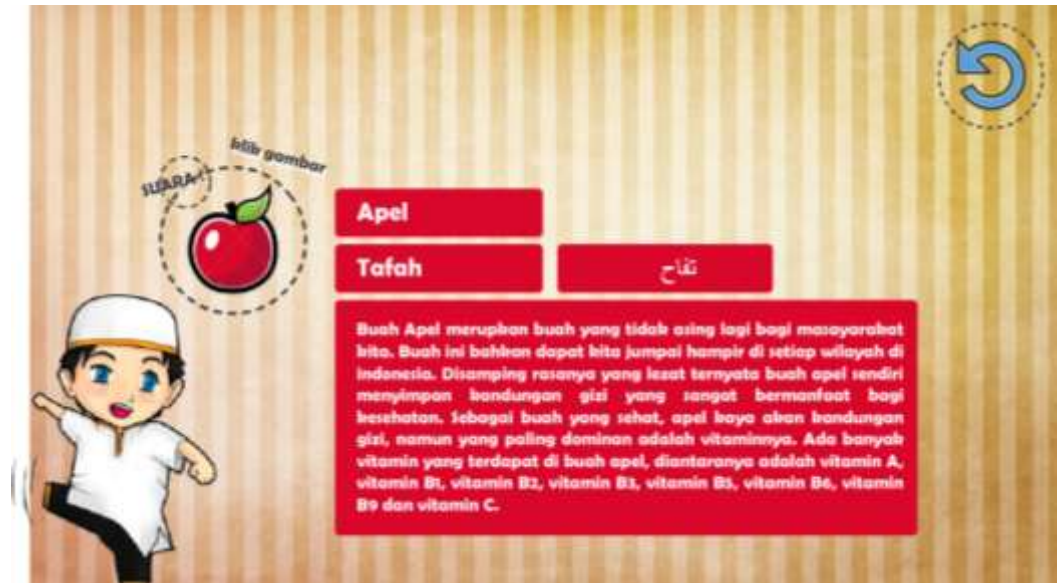 klik gambar
SUARA!
Apel
Tafah
تفاح
Buah Apel merupkan buah yang tidak asing lagi bagi masayarakat
kita. Buah ini bahkan dapat kita jumpai hampir di setiap wilayah di
indonesia. Disamping rasanya yang lezat ternyata buah apel sendiri
menyimpan kandungan gizi yang sangat bermanfaat bagi
kesehatan. Sebagai buah yang sehat, apel kaya akan kandungan
gizi, namun yang paling dominan adalah vitaminnya. Ada banyak
vitamin yang terdapat di buah apel, diantaranya adalah vitamin A,
vitamin B1, vitamin B2, vitamin B3, vitamin B5, vitamin B6, vitamin
B9 dan vitamin C.